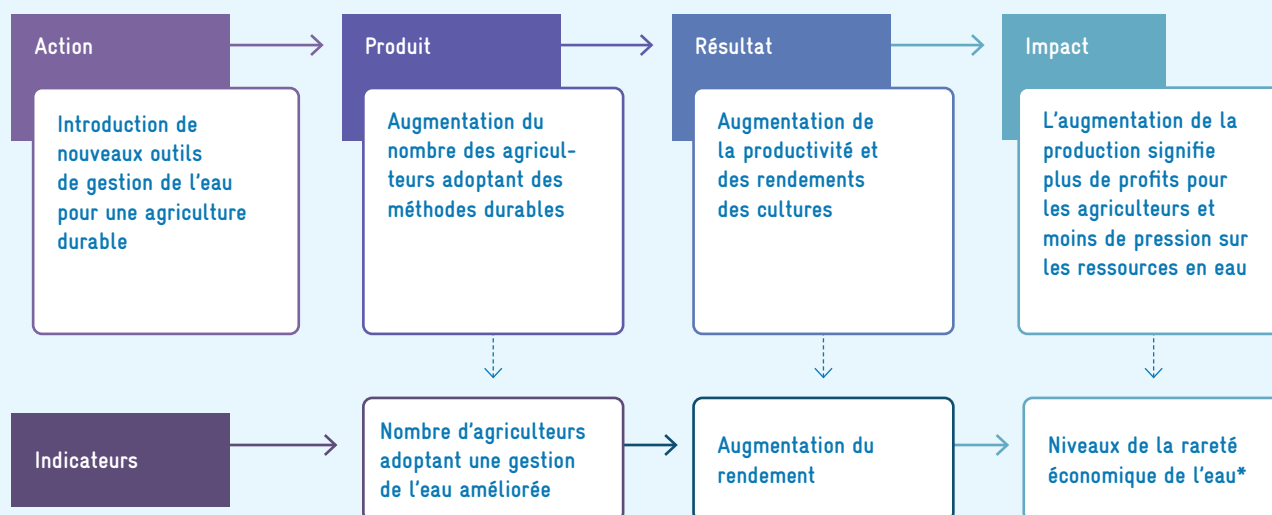 Action
Introduction de
nouveaux outils
de gestion de l'eau
pour une agriculture
durable
Produit
Augmentation du
nombre des agricul-
teurs adoptant des
méthodes durables
Résultat
Augmentation de
la productivité et
des rendements
des cultures
Impact
L'augmentation de la
production signifie
plus de profits pour
les agriculteurs et
moins de pression sur
les ressources en eau
Indicateurs
Nombre d'agriculteurs
adoptant une gestion
de l'eau améliorée
Augmentation du
rendement
Niveaux de la rareté
économique de l'eau*